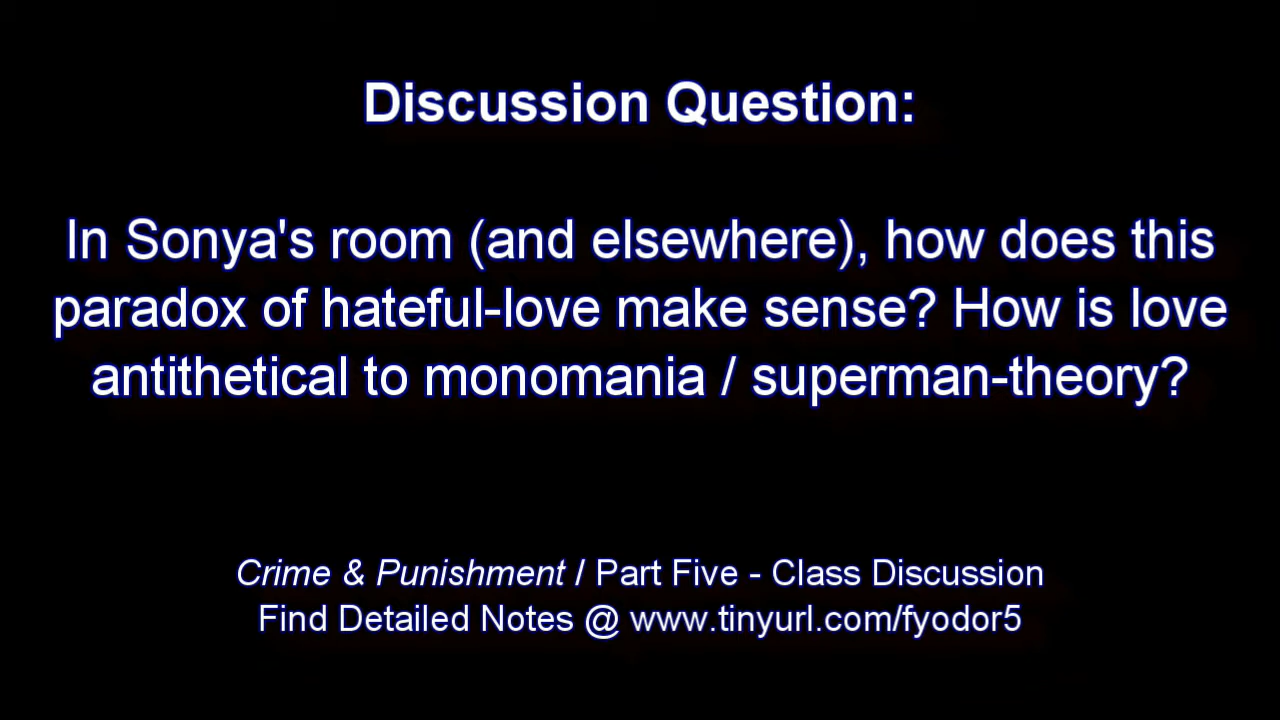 Discussion Question:
In Sonya's room (and elsewhere), how does this
paradox of hateful-love make sense? How is love
antithetical to monomania / superman-theory?
Crime & Punishment / Part Five - Class Discussion
Find Detailed Notes @ www.tinyurl.com/fyodor5